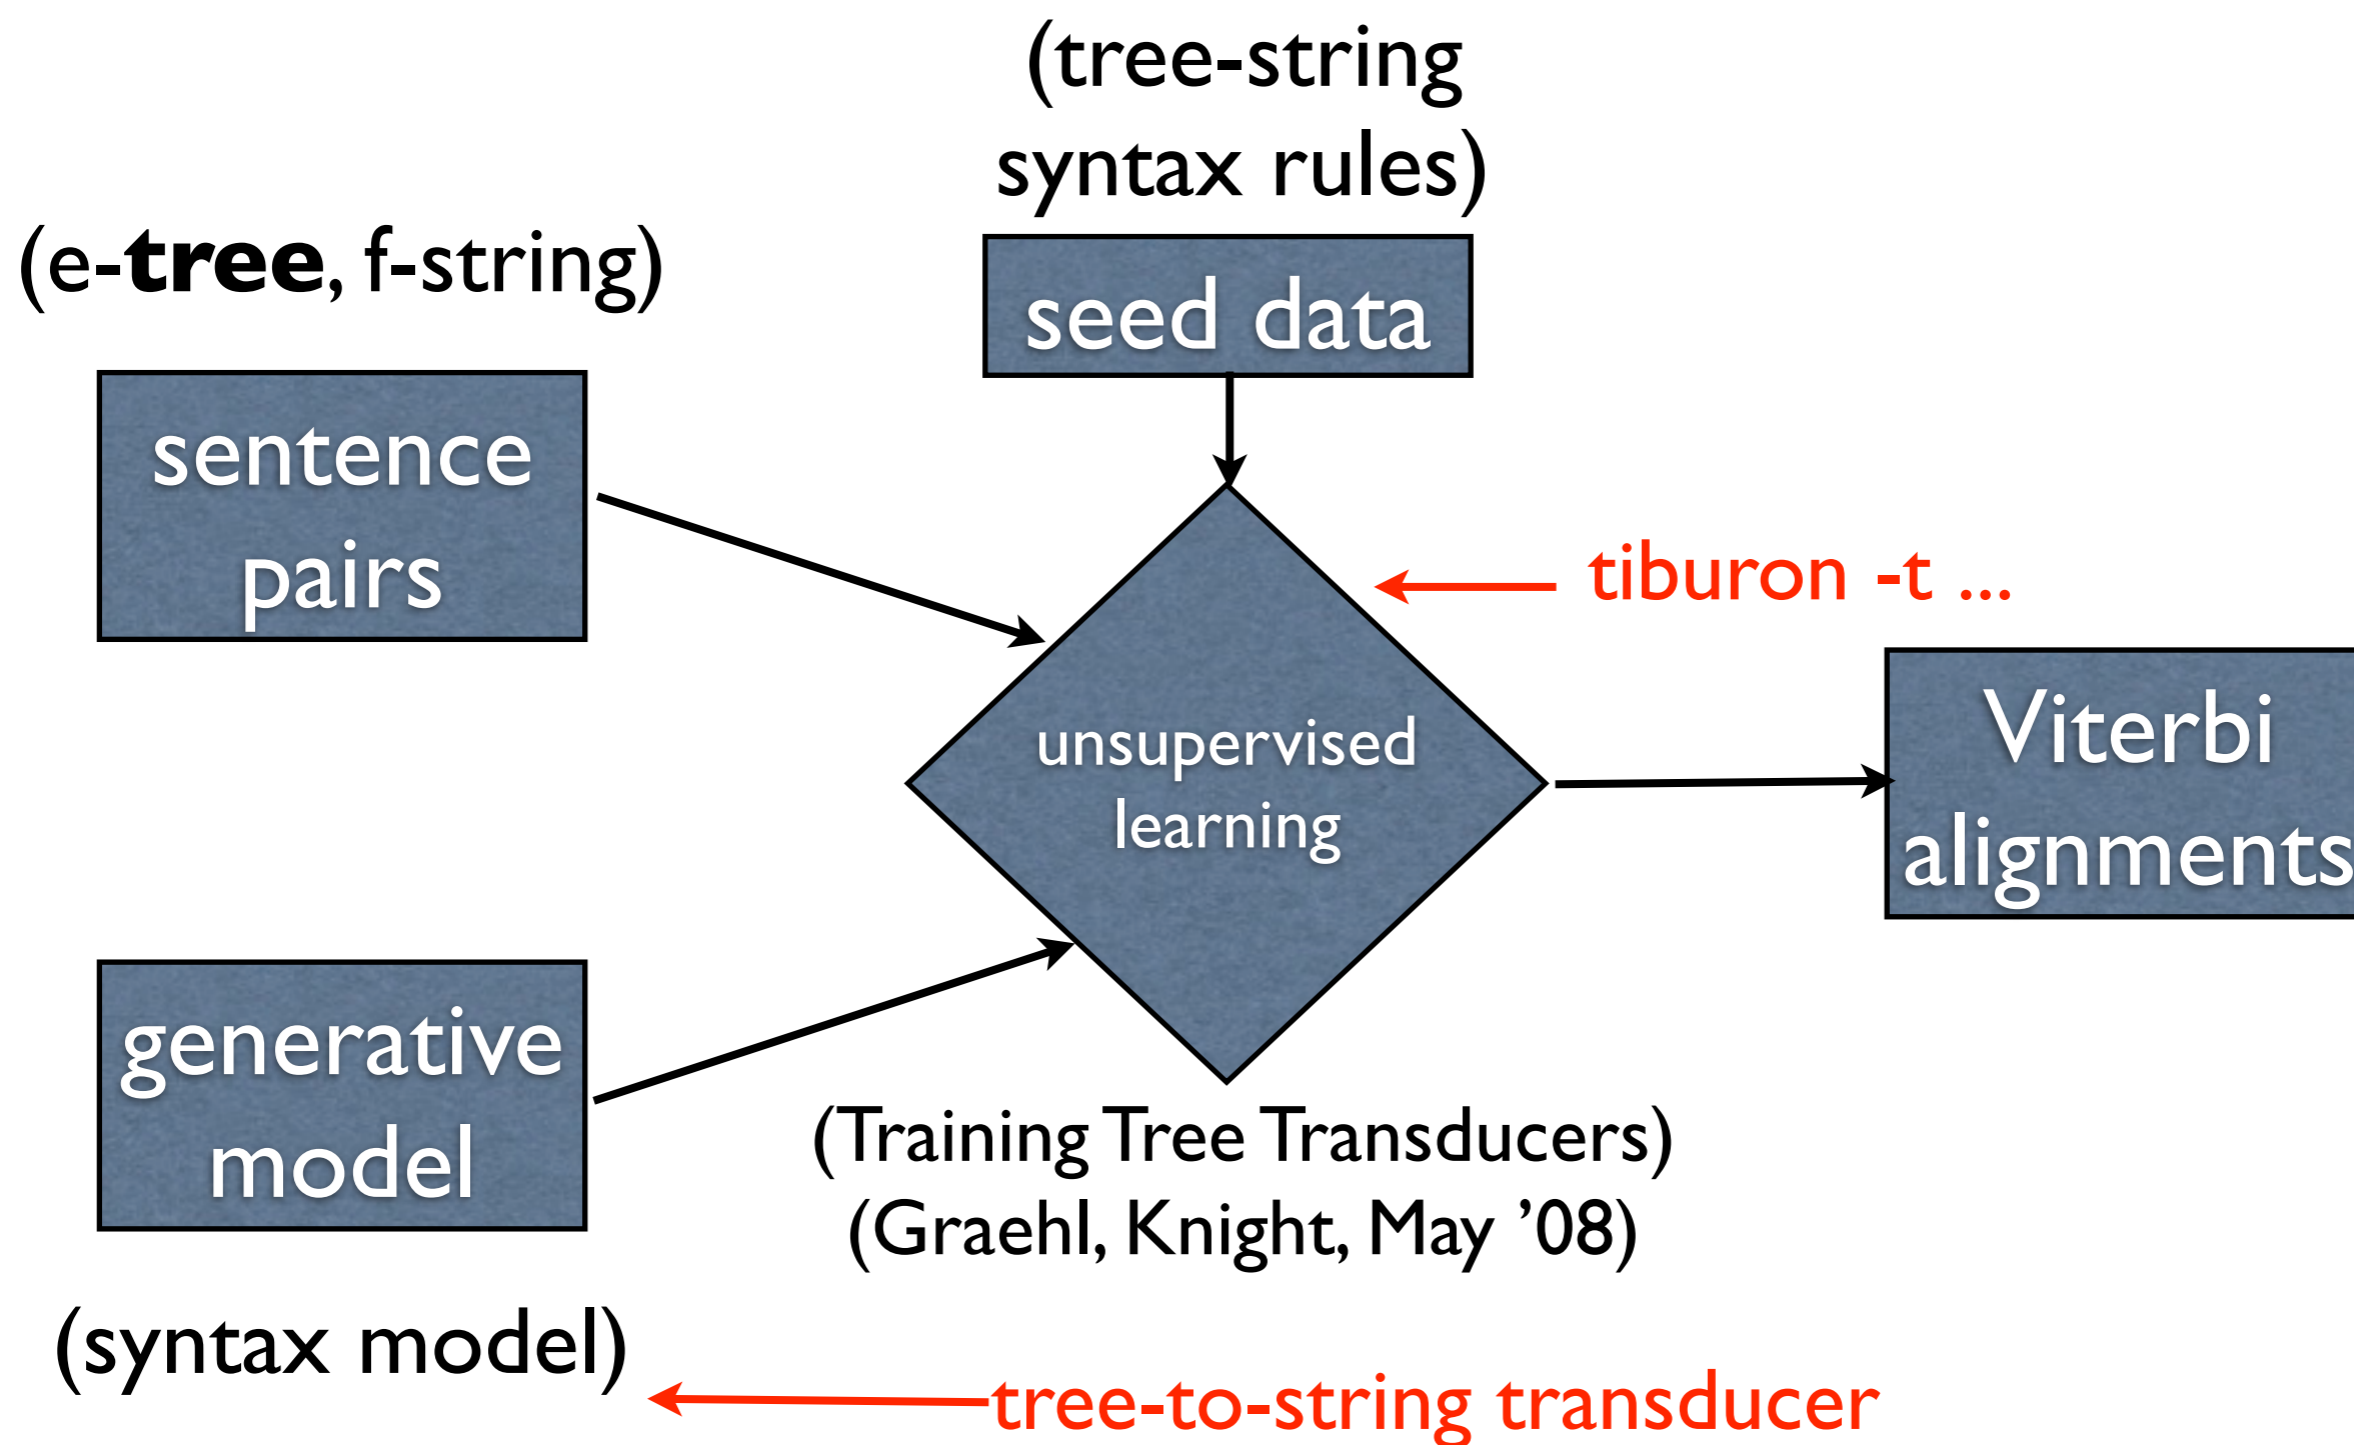 (tree-string
syntax rules)
(e-tree, f-string)
seed data
sentence
pairs
tiburon -t ...
unsupervised
learning
Viterbi
alignments
generative
model
(Training Tree Transducers)
(Graehl, Knight, May ’08)
(syntax model)
tree-to-string transducer